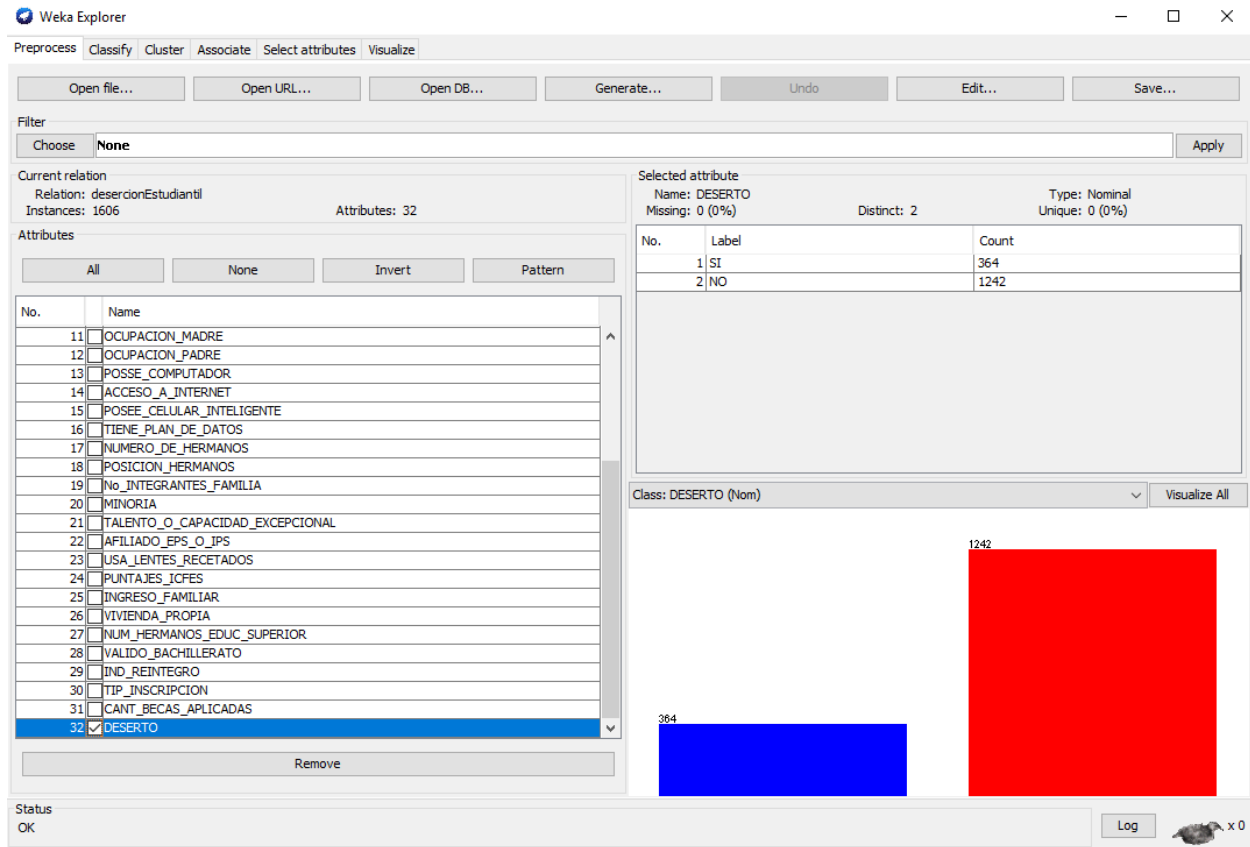 Weka Explorer
Preprocess Classify Cluster Associate Select attributes Visualize
Open file... Open URL... Open DB... Generate... Undo Edit... Save...
Filter
Choose None Apply
Current relation
Relation: desercionEstudiantil
Instances: 1606 Attributes: 32
Attributes
All None Invert Pattern
No. Name
11 OCUPACION_MADRE
12 OCUPACION_PADRE
13 POSSE_COMPUTADOR
14 ACCESO_A_INTERNET
15 POSEE_CELULAR_INTELIGENTE
16 TIENE_PLAN_DE_DATOS
17 NUMERO_DE_HERMANOS
18 POSICION_HERMANOS
19 No_INTEGRANTES_FAMILIA
20 MINORIA
21 TALENTO_O_CAPACIDAD_EXCEPCIONAL
22 AFILIADO_EPS_O_IPS
23 USA_LENTES_RECETADOS
24 PUNTAJES_ICFES
25 INGRESO_FAMILIAR
26 VIVIENDA_PROPIA
27 NUM_HERMANOS_EDUC_SUPERIOR
28 VALIDO_BACHILLERATO
29 IND_REINTEGRO
30 TIP_INSCRIPCION
31 CANT_BECAS_APLICADAS
32 DESERTO
Remove
Selected attribute
Name: DESERTO Type: Nominal
Missing: 0 (0%) Distinct: 2 Unique: 0 (0%)
No. Label Count
1 SI 364
2 NO 1242
Class: DESERTO (Nom) Visualize All
1242
364
Status
OK
Log x 0